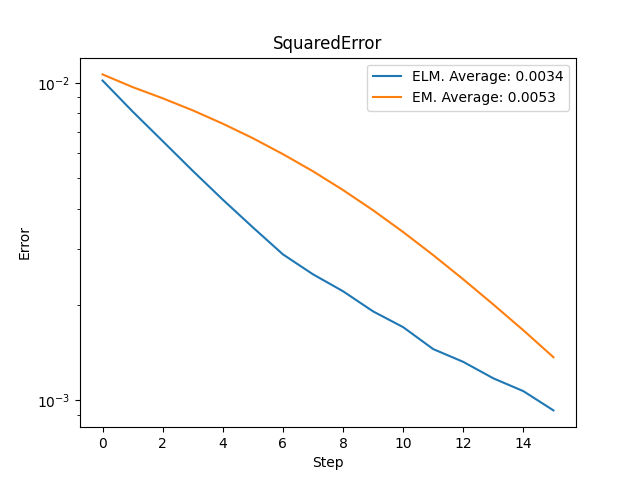 SquaredError
ELM. Average: 0.0034
EM. Average: 0.0053
10⁻²
10⁻³
Error
0 2 4 6 8 10 12 14
Step